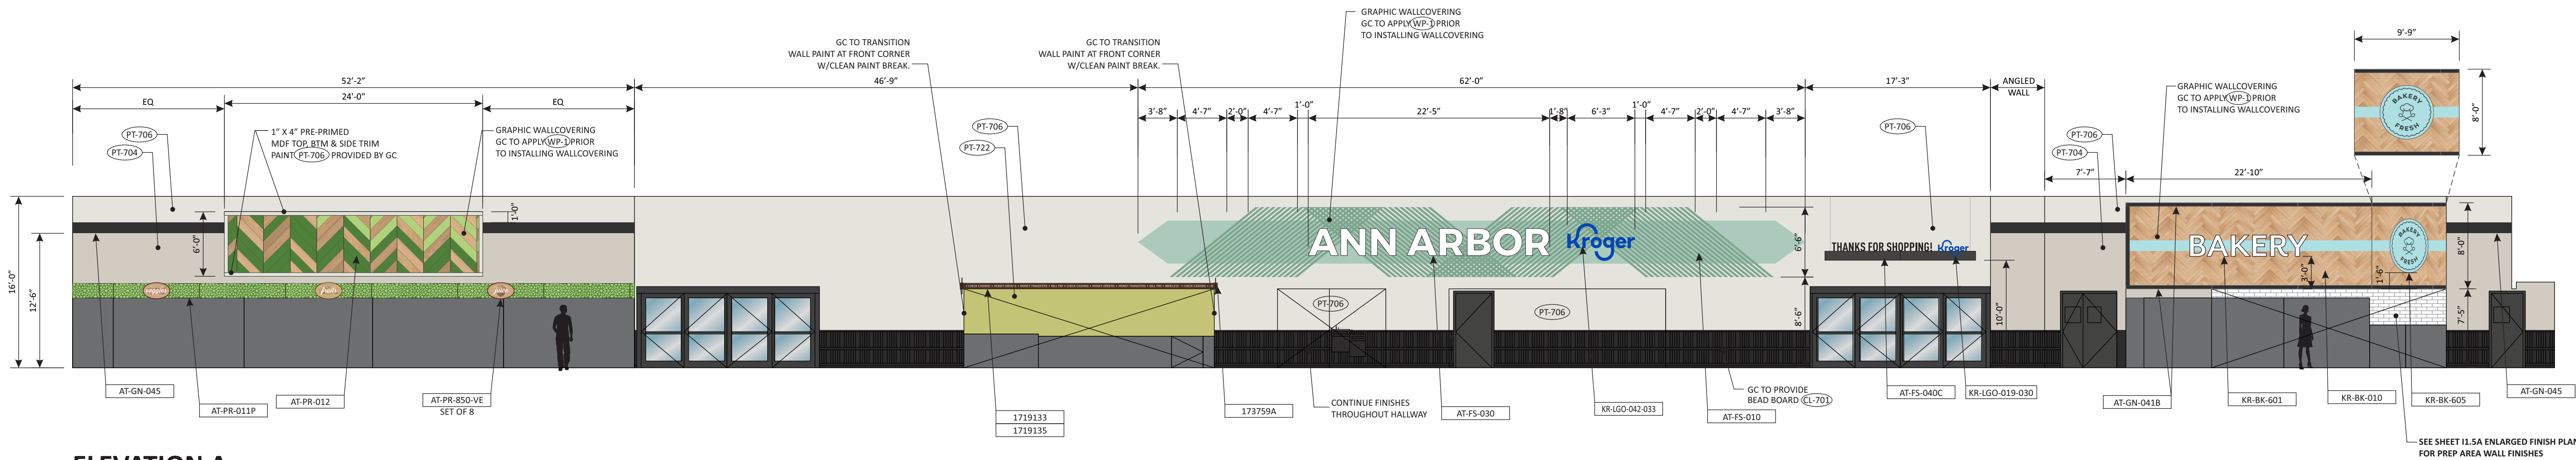 GRAPHIC WALLCOVERING
GC TO APPLY WP-1 PRIOR
TO INSTALLING WALLCOVERING
GC TO TRANSITION
WALL PAINT AT FRONT CORNER
W/CLEAN PAINT BREAK.
GC TO TRANSITION
WALL PAINT AT FRONT CORNER
W/CLEAN PAINT BREAK.
9'-9"
8'-0"
BAKERY
FRESH
52'-2"
46'-9"
62'-0"
17'-3"
ANGLED
WALL
EQ
24'-0"
EQ
3'-8"
4'-7"
2'-0"
4'-7"
1'-0"
22'-5"
1'-8"
6'-3"
1'-0"
4'-7"
2'-0"
4'-7"
3'-8"
GRAPHIC WALLCOVERING
GC TO APPLY WP-1 PRIOR
TO INSTALLING WALLCOVERING
PT-706
PT-704
1" X 4" PRE-PRIMED
MDF TOP, BTM & SIDE TRIM
PAINT PT-706 PROVIDED BY GC
GRAPHIC WALLCOVERING
GC TO APPLY WP-1 PRIOR
TO INSTALLING WALLCOVERING
PT-706
PT-722
PT-706
PT-706
PT-704
7'-7"
22'-10"
16'-0"
12'-6"
6'-0"
1'-0"
veggies
fruits
juice
ANN ARBOR
Kroger
6'-6"
8'-6"
THANKS FOR SHOPPING! Kroger
10'-0"
BAKERY
BAKERY
FRESH
3'-0"
1'-6"
8'-0"
7'-5"
PT-706
PT-706
AT-GN-045
AT-PR-011P
AT-PR-012
AT-PR-850-VE
SET OF 8
1719133
1719135
173759A
CONTINUE FINISHES
THROUGHOUT HALLWAY
AT-FS-030
KR-LGO-042-033
AT-FS-010
GC TO PROVIDE
BEAD BOARD CL-701
AT-FS-040C
KR-LGO-019-030
AT-GN-041B
KR-BK-601
KR-BK-010
KR-BK-605
AT-GN-045
SEE SHEET I1.5A ENLARGED FINISH PLAN
FOR PREP AREA WALL FINISHES
ELEVATION A